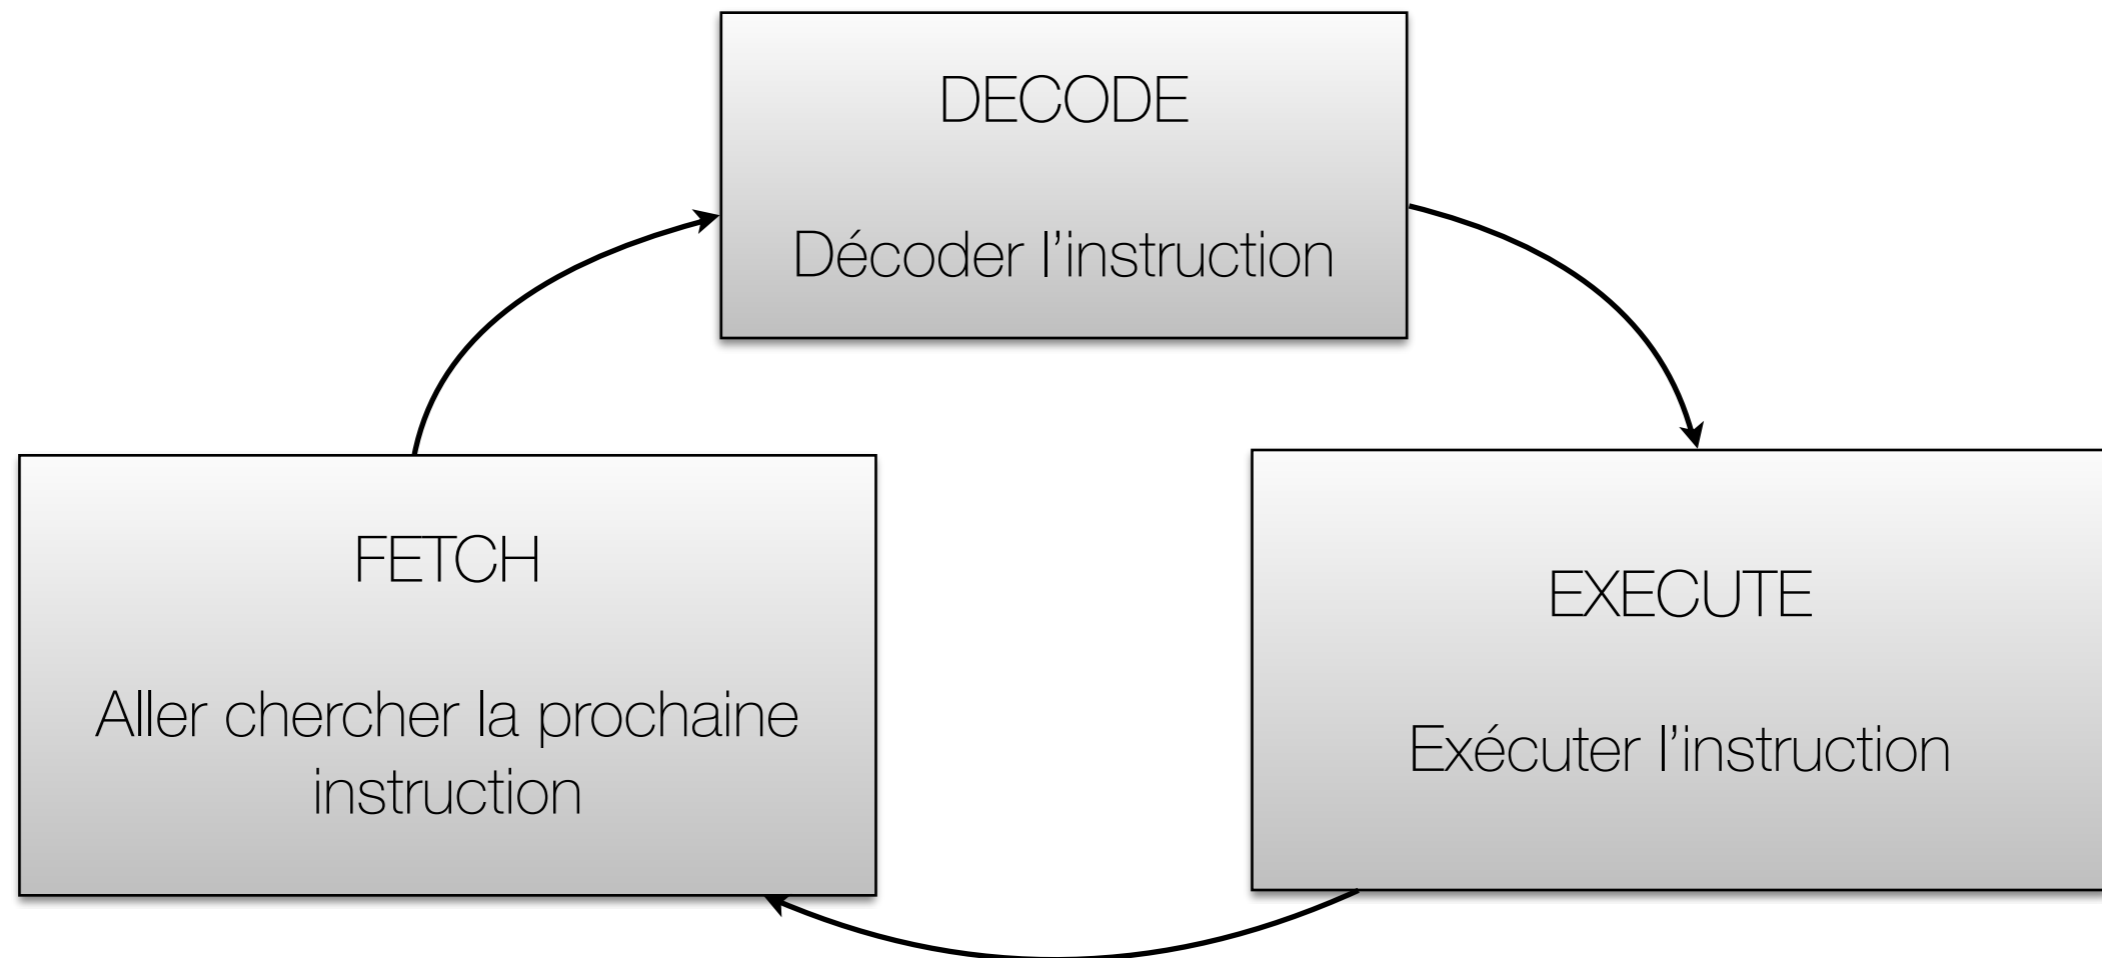 DECODE
Décoder l’instruction
FETCH
Aller chercher la prochaine
instruction
EXECUTE
Exécuter l’instruction